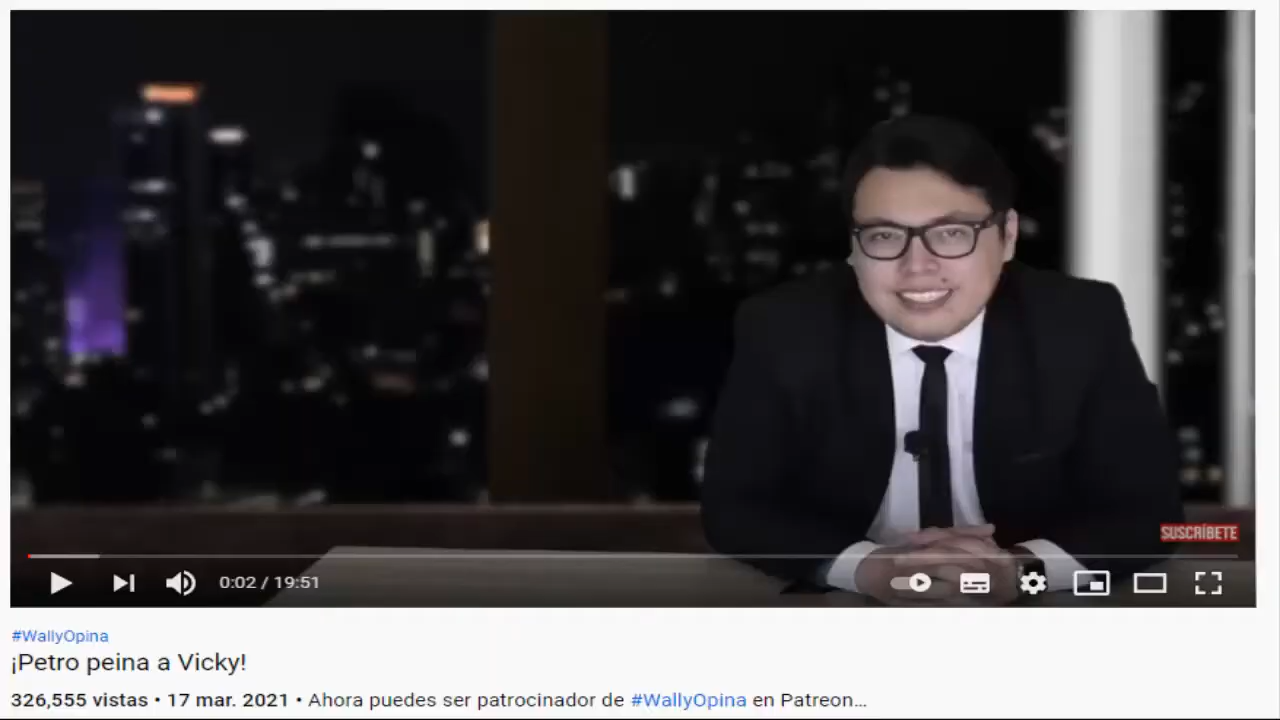 SUSCRÍBETE
0:02 / 19:51
#WallyOpina
¡Petro peina a Vicky!
326,555 vistas • 17 mar. 2021 • Ahora puedes ser patrocinador de #WallyOpina en Patreon...